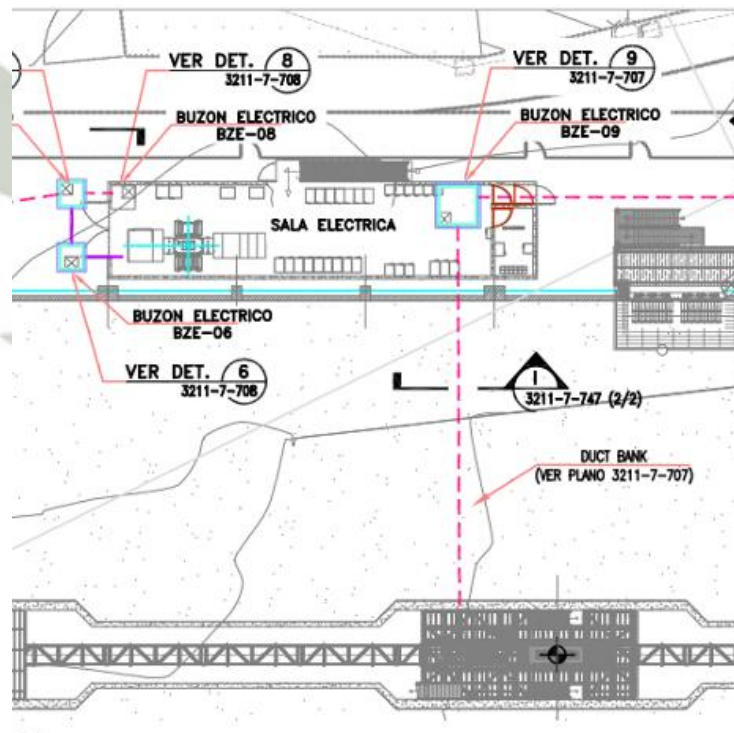 VER DET. 8
3211-7-708
VER DET. 9
3211-7-707
BUZON ELECTRICO
BZE-08
BUZON ELECTRICO
BZE-09
SALA ELECTRICA
BUZON ELECTRICO
BZE-06
VER DET. 6
3211-7-708
I
3211-7-747 (2/2)
DUCT BANK
(VER PLANO 3211-7-707)